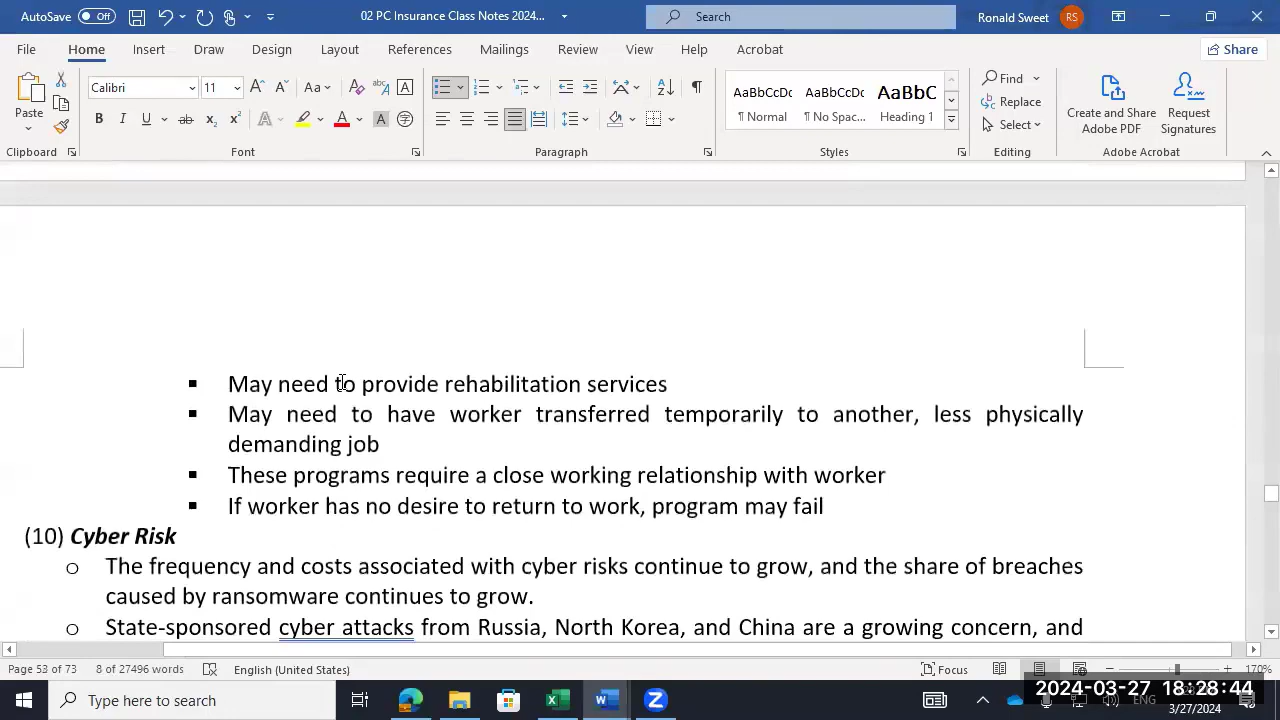 AutoSave Off 02 PC Insurance Class Notes 2024... Search Ronald Sweet RS
File Home Insert Draw Design Layout References Mailings Review View Help Acrobat Share
Paste
Calibri 11
Aa
B I U ab x₂ x²
Clipboard Font Paragraph Styles Editing Adobe Acrobat
AaBbCcDc AaBbCcDc AaBbC
¶ Normal ¶ No Spac... Heading 1
Find
Replace
Select
Create and Share Adobe PDF
Request Signatures
▪ May need to provide rehabilitation services
▪ May need to have worker transferred temporarily to another, less physically
demanding job
▪ These programs require a close working relationship with worker
▪ If worker has no desire to return to work, program may fail
(10) Cyber Risk
o The frequency and costs associated with cyber risks continue to grow, and the share of breaches
caused by ransomware continues to grow.
o State-sponsored cyber attacks from Russia, North Korea, and China are a growing concern, and
Page 53 of 73 8 of 27496 words English (United States) Focus 170%
Type here to search
2024-03-27 18:28:44
ENG
3/27/2024